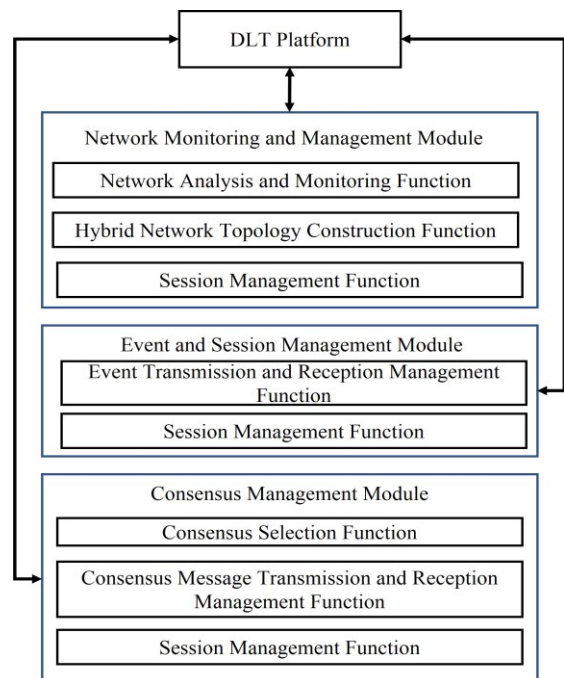 DLT Platform
Network Monitoring and Management Module
Network Analysis and Monitoring Function
Hybrid Network Topology Construction Function
Session Management Function
Event and Session Management Module
Event Transmission and Reception Management
Function
Session Management Function
Consensus Management Module
Consensus Selection Function
Consensus Message Transmission and Reception
Management Function
Session Management Function